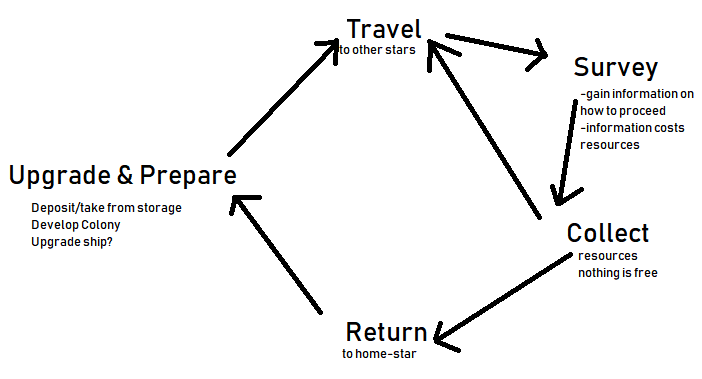 Travel
to other stars
Survey
-gain information on
how to proceed
-information costs
resources
Collect
resources
nothing is free
Return
to home-star
Upgrade & Prepare
Deposit/take from storage
Develop Colony
Upgrade ship?